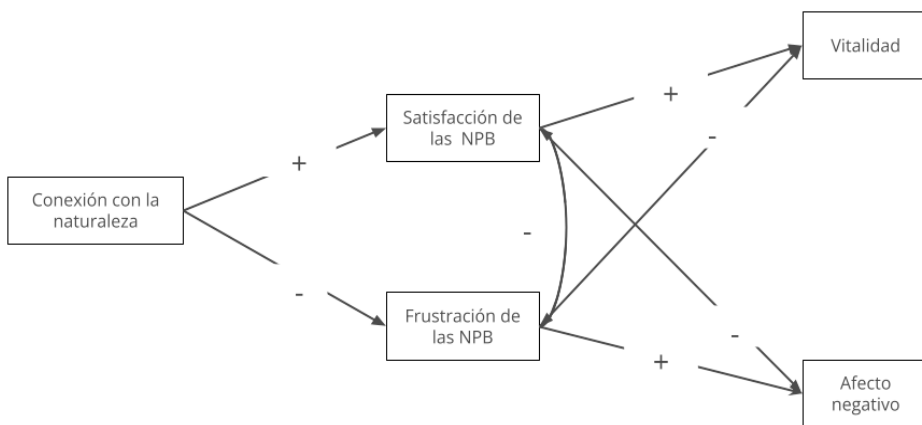 Vitalidad
+
Satisfacción de
las NPB
-
+
Conexión con la
naturaleza
-
-
Frustración de
las NPB
-
+
Afecto
negativo